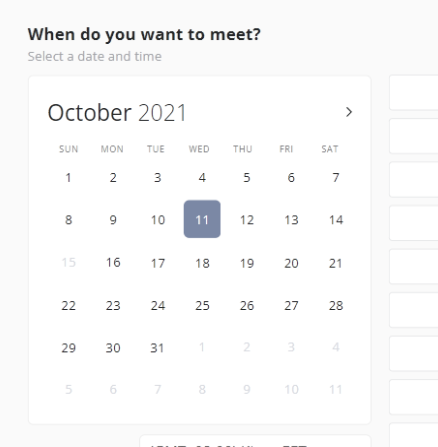 When do you want to meet?
Select a date and time
October 2021
SUN MON TUE WED THU FRI SAT
1 2 3 4 5 6 7
8 9 10 11 12 13 14
15 16 17 18 19 20 21
22 23 24 25 26 27 28
29 30 31 1 2 3 4
5 6 7 8 9 10 11